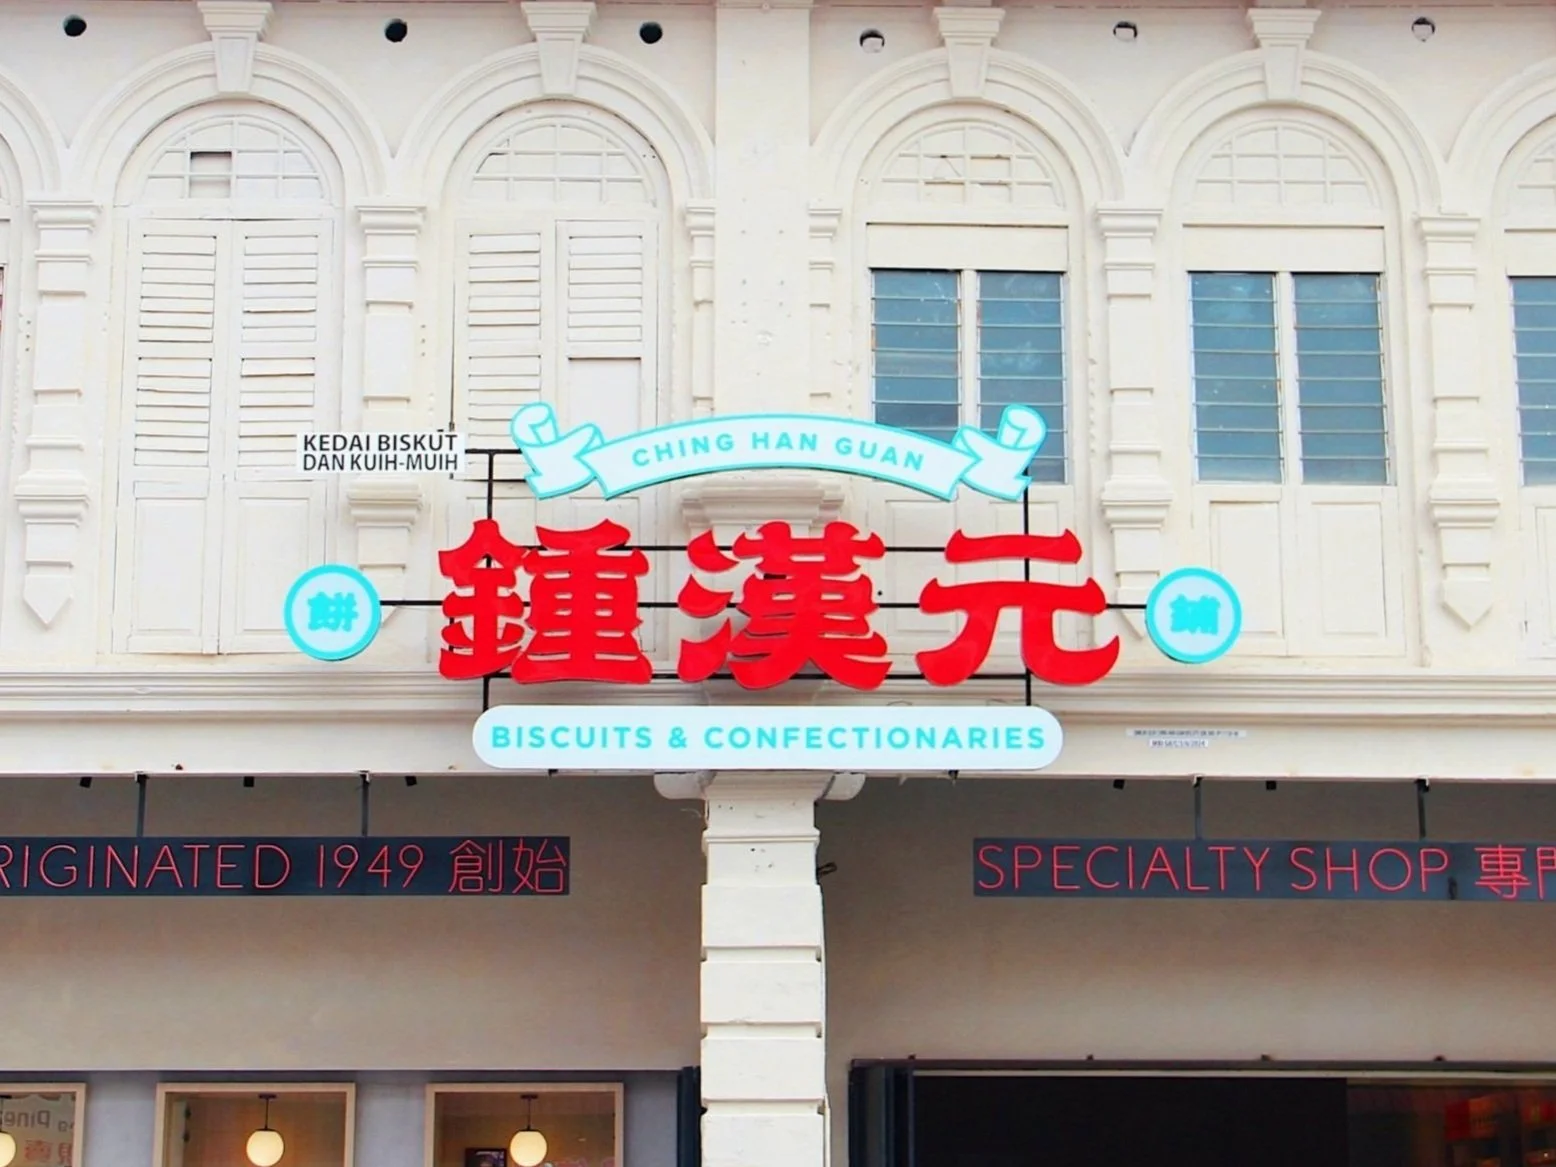 KEDAI BISKUT
DAN KUIH-MUIH
CHING HAN GUAN
餅 鍾漢元 鋪
BISCUITS & CONFECTIONARIES
RIGINATED 1949 創始
SPECIALTY SHOP 專門